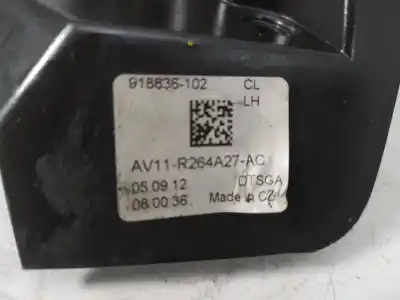 918836-102 CL
LH
AV11-R264A27-AC
05.09.12 DTSGA
08:00:36 Made in CZ